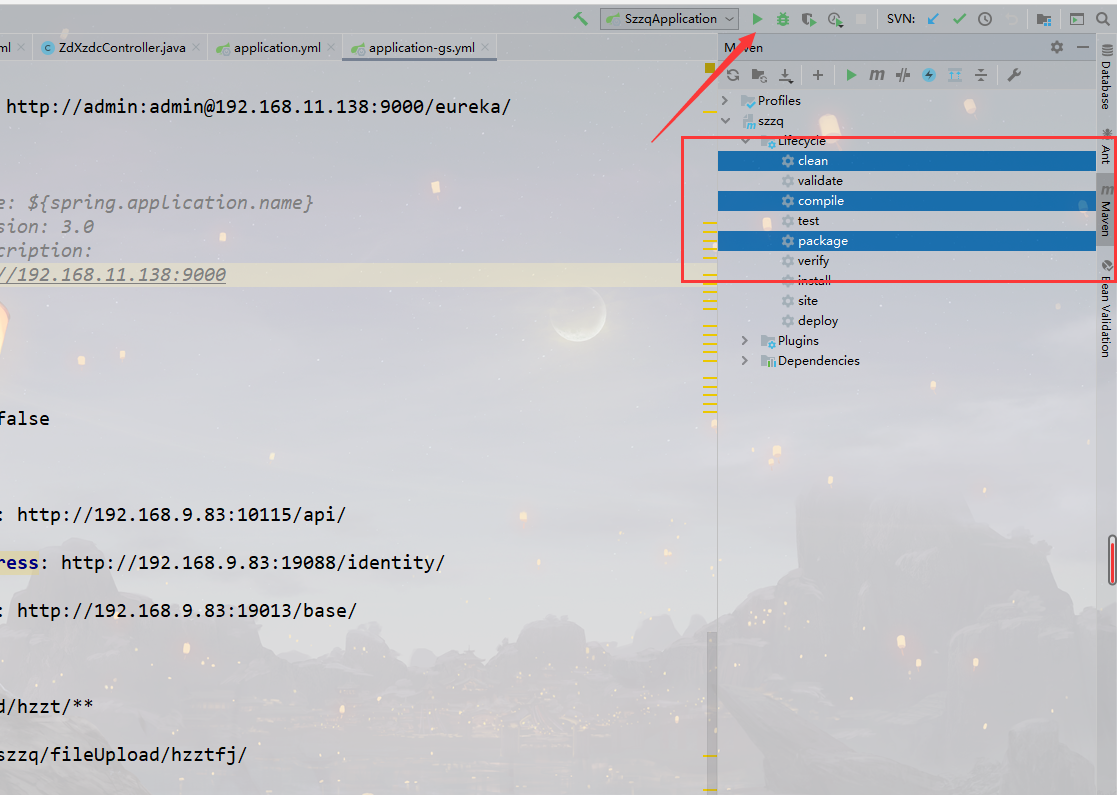 SzzqApplication
SVN:
ml
ZdXzdcController.java
application.yml
application-gs.yml
Maven
http://admin:admin@192.168.11.138:9000/eureka/
e: ${spring.application.name}
sion: 3.0
cription:
//192.168.11.138:9000
false
: http://192.168.9.83:10115/api/
ress: http://192.168.9.83:19088/identity/
: http://192.168.9.83:19013/base/
d/hzzt/**
szzq/fileUpload/hzztfj/
Profiles
szzq
Lifecycle
clean
validate
compile
test
package
verify
install
site
deploy
Plugins
Dependencies
Database
Ant
m Maven
Bean Validation